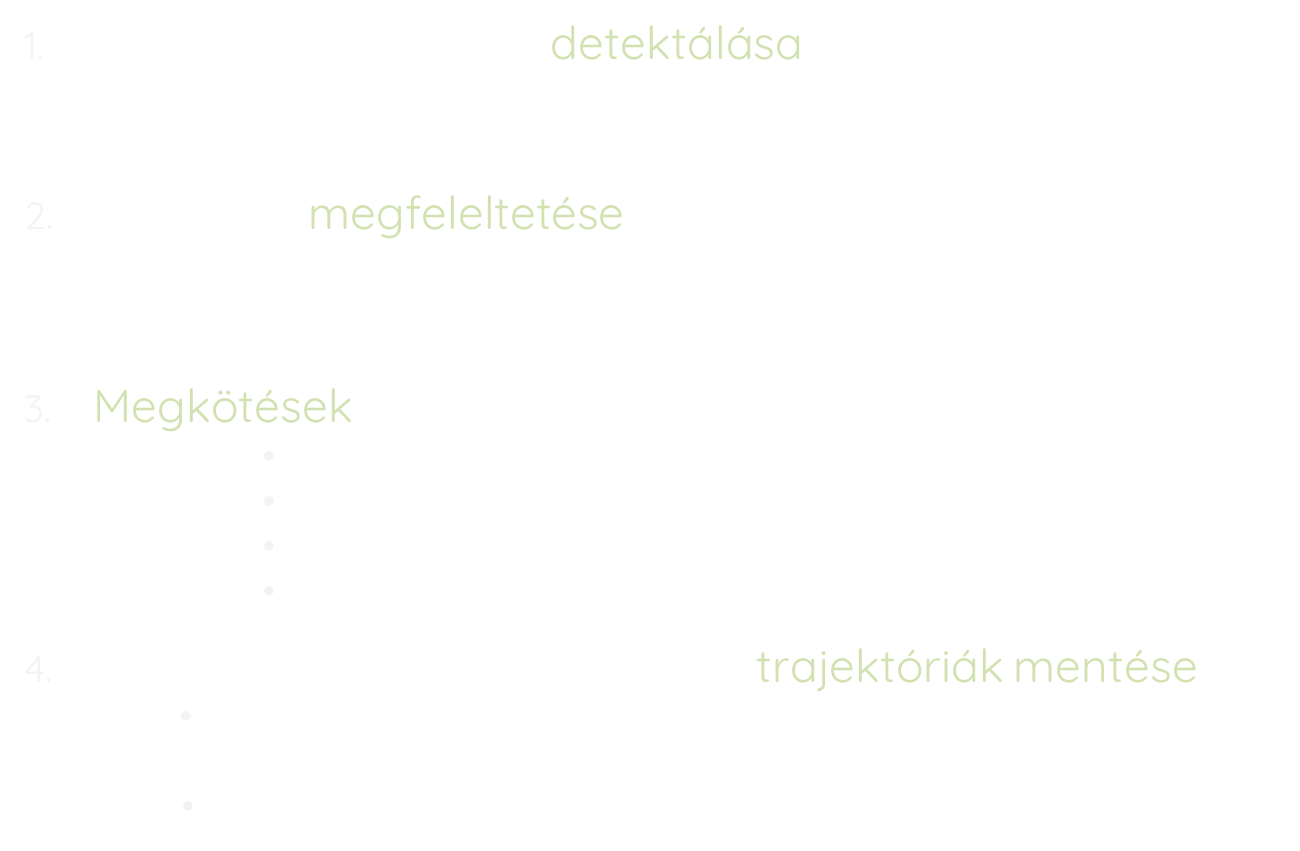 1. detektálása
2. megfeleltetése
3. Megkötések
•
•
•
•
4. trajektóriák mentése
•
•